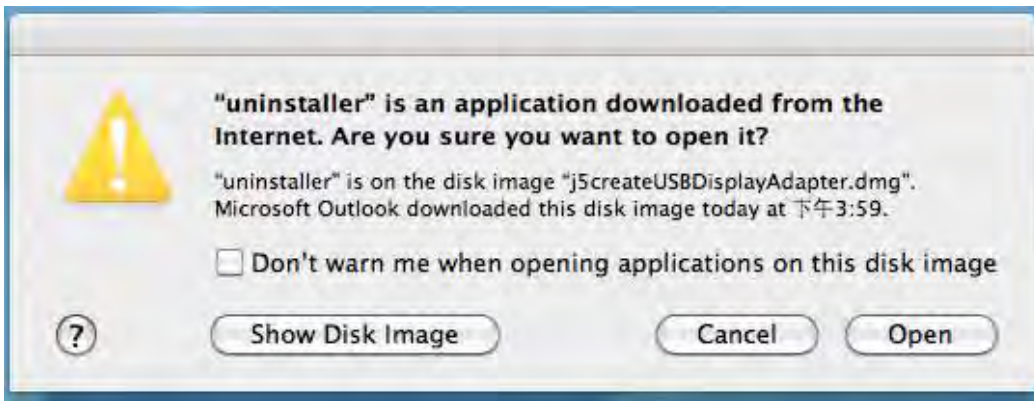 “uninstaller” is an application downloaded from the
Internet. Are you sure you want to open it?
“uninstaller” is on the disk image “j5createUSBDisplayAdapter.dmg”.
Microsoft Outlook downloaded this disk image today at 下午3:59.
Don't warn me when opening applications on this disk image
? Show Disk Image Cancel Open